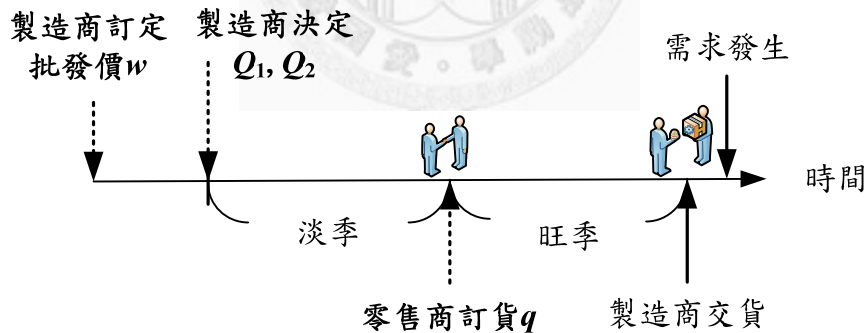 製造商訂定
批發價w
製造商決定
Q1, Q2
需求發生
時間
淡季
旺季
零售商訂貨q
製造商交貨